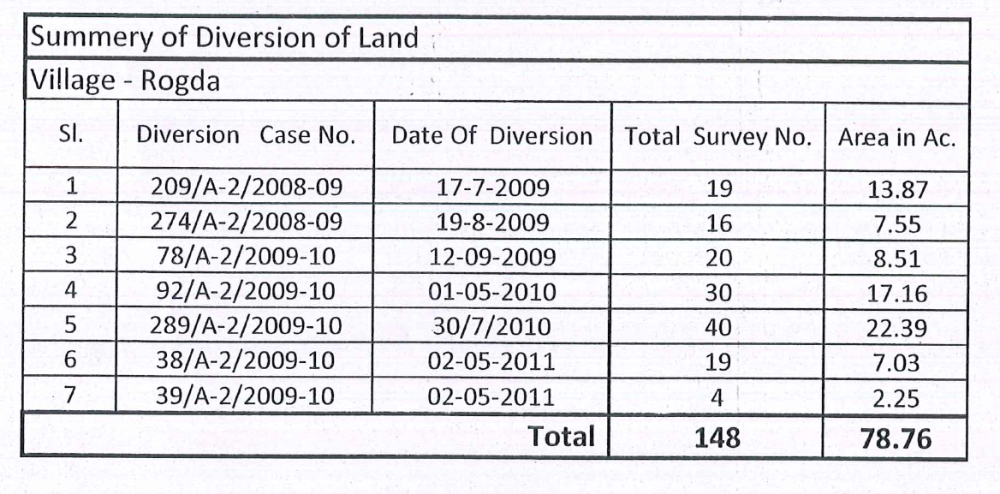 Summery of Diversion of Land
Village - Rogda
Sl. Diversion Case No. Date Of Diversion Total Survey No. Area in Ac.
1 209/A-2/2008-09 17-7-2009 19 13.87
2 274/A-2/2008-09 19-8-2009 16 7.55
3 78/A-2/2009-10 12-09-2009 20 8.51
4 92/A-2/2009-10 01-05-2010 30 17.16
5 289/A-2/2009-10 30/7/2010 40 22.39
6 38/A-2/2009-10 02-05-2011 19 7.03
7 39/A-2/2009-10 02-05-2011 4 2.25
Total 148 78.76